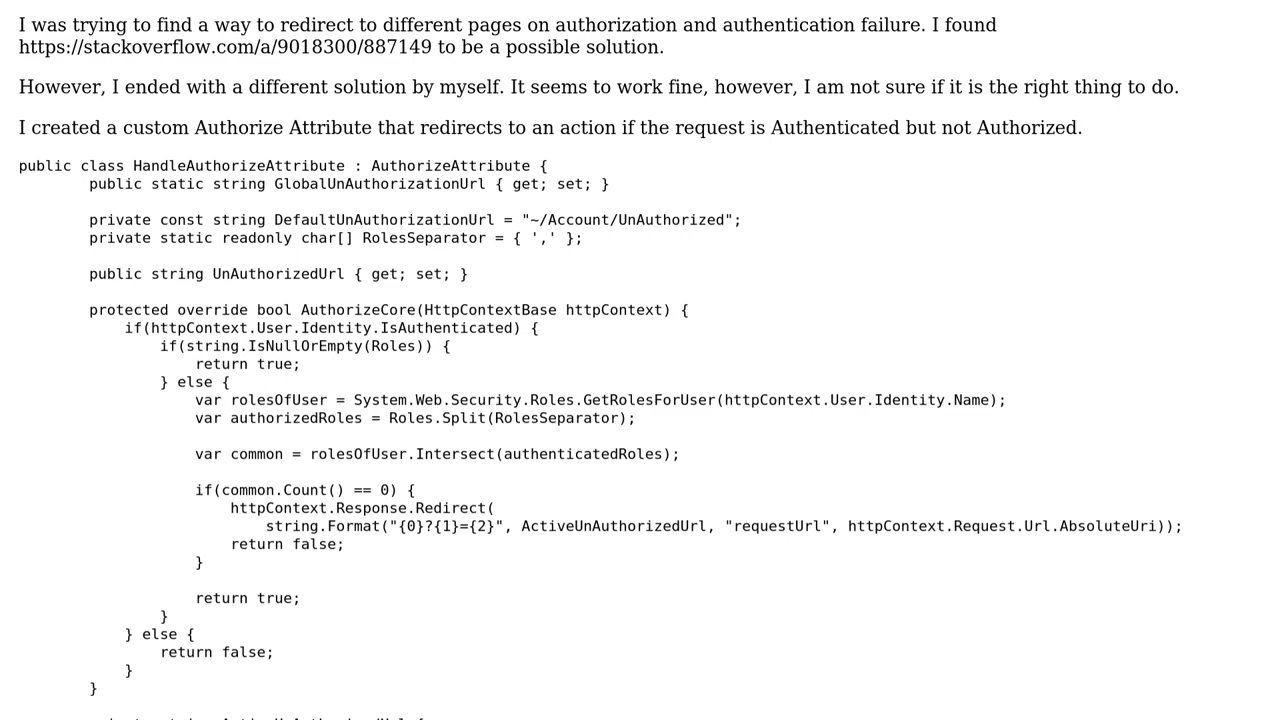 I was trying to find a way to redirect to different pages on authorization and authentication failure. I found
https://stackoverflow.com/a/9018300/887149 to be a possible solution.
However, I ended with a different solution by myself. It seems to work fine, however, I am not sure if it is the right thing to do.
I created a custom Authorize Attribute that redirects to an action if the request is Authenticated but not Authorized.
public class HandleAuthorizeAttribute : AuthorizeAttribute {
        public static string GlobalUnAuthorizationUrl { get; set; }
        private const string DefaultUnAuthorizationUrl = "~/Account/UnAuthorized";
        private static readonly char[] RolesSeparator = { ',' };
        public string UnAuthorizedUrl { get; set; }
        protected override bool AuthorizeCore(HttpContextBase httpContext) {
            if(httpContext.User.Identity.IsAuthenticated) {
                if(string.IsNullOrEmpty(Roles)) {
                    return true;
                } else {
                    var rolesOfUser = System.Web.Security.Roles.GetRolesForUser(httpContext.User.Identity.Name);
                    var authorizedRoles = Roles.Split(RolesSeparator);
                    var common = rolesOfUser.Intersect(authenticatedRoles);
                    if(common.Count() == 0) {
                        httpContext.Response.Redirect(
                            string.Format("{0}?{1}={2}", ActiveUnAuthorizedUrl, "requestUrl", httpContext.Request.Url.AbsoluteUri));
                        return false;
                    }
                    return true;
                }
            } else {
                return false;
            }
        }